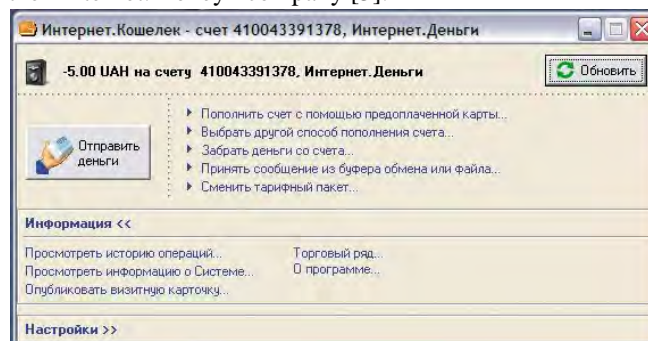 Интернет.Кошелек - счет 410043391378, Интернет.Деньги
-5.00 UAH на счету 410043391378, Интернет.Деньги
Обновить
Отправить
деньги
Пополнить счет с помощью предоплаченной карты...
Выбрать другой способ пополнения счета...
Забрать деньги со счета...
Принять сообщение из буфера обмена или файла...
Сменить тарифный пакет...
Информация <<
Просмотреть историю операций...
Торговый ряд...
Просмотреть информацию о Системе...
О программе...
Опубликовать визитную карточку...
Настройки >>